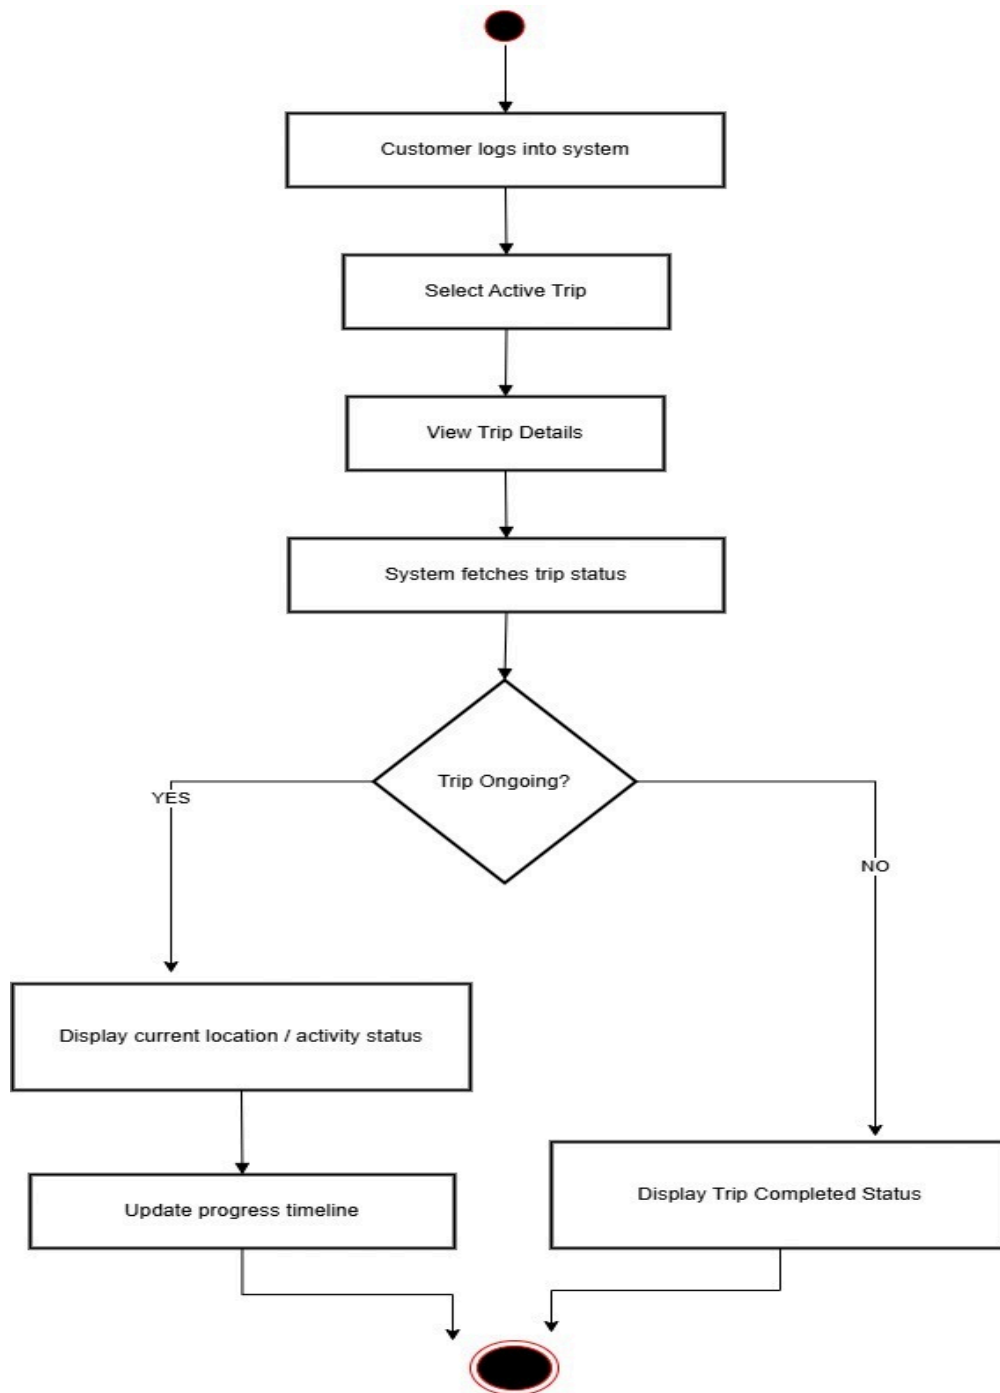 Customer logs into system
Select Active Trip
View Trip Details
System fetches trip status
Trip Ongoing?
YES
NO
Display current location / activity status
Display Trip Completed Status
Update progress timeline